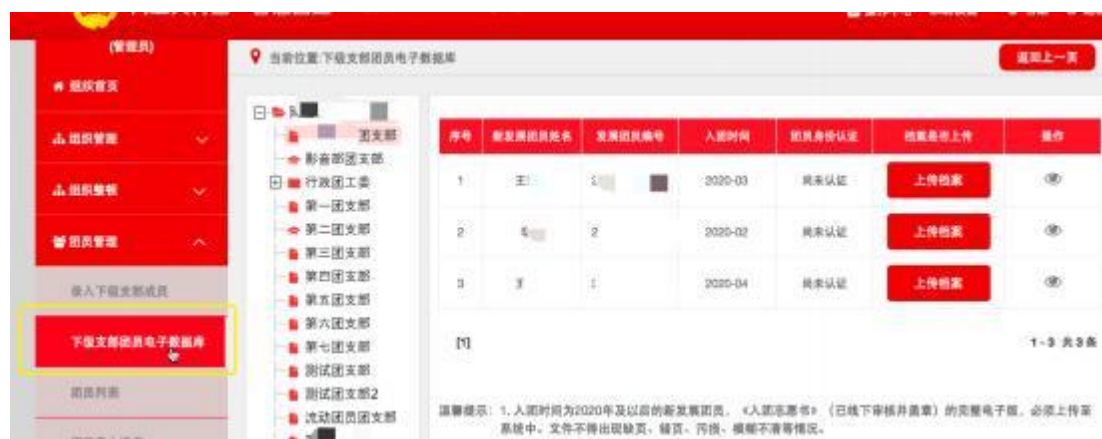 (管理员)
当前位置:下级支部团员电子数据库
返回上一页
组织首页
组织管理
组织整顿
团员管理
录入下级支部成员
下级支部团员电子数据库
团员列表
团支部
影音部团支部
行政团工委
第一团支部
第二团支部
第三团支部
第四团支部
第五团支部
第六团支部
第七团支部
测试团支部
测试团支部2
流动团员团支部
序号 新发展团员姓名 发展团员编号 入团时间 团员身份认证 档案是否上传 操作
1 王 2020-03 尚未认证 上传档案
2 2 2020-02 尚未认证 上传档案
3 2020-04 尚未认证 上传档案
[1]
1-3 共3条
温馨提示：1.入团时间为2020年及以后的新发展团员，《入团志愿书》（已线下审核并盖章）的完整电子版，必须上传至
系统中。文件不得出现缺页、错页、污损、模糊不清等情况。